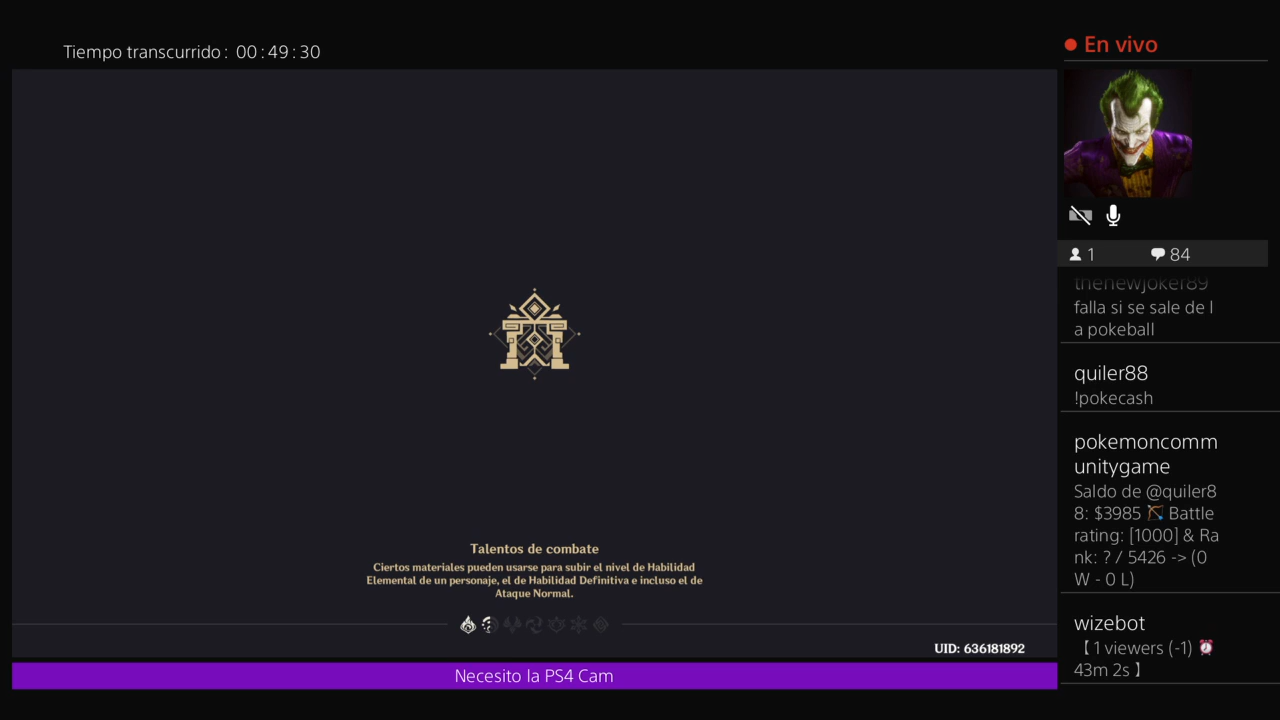 Tiempo transcurrido: 00:49:30
En vivo
1 84
thenewjoker89
falla si se sale de l
a pokeball
quiler88
!pokecash
pokemoncomm
unitygame
Saldo de @quiler8
8: $3985 🏹 Battle
rating: [1000] & Ra
nk: ? / 5426 -> (0
W - 0 L)
wizebot
【1 viewers (-1) ⏰
43m 2s】
Talentos de combate
Ciertos materiales pueden usarse para subir el nivel de Habilidad
Elemental de un personaje, el de Habilidad Definitiva e incluso el de
Ataque Normal.
UID: 636181892
Necesito la PS4 Cam